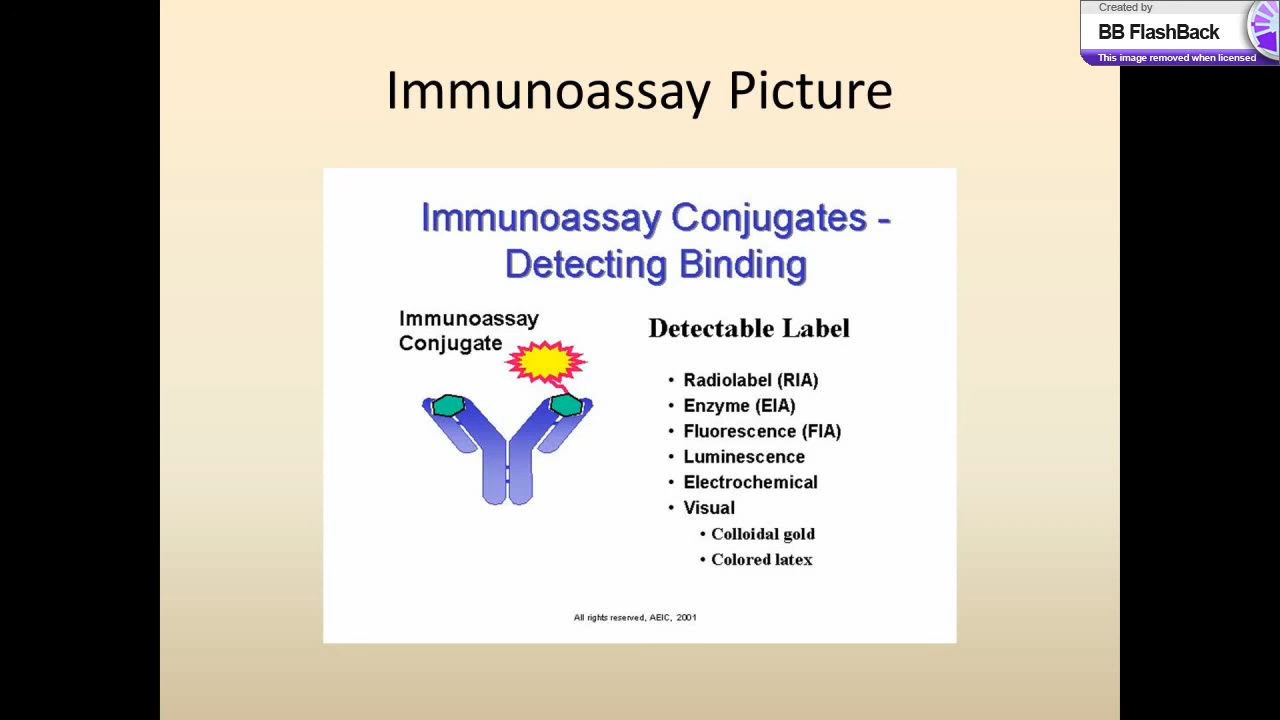 Created by
BB FlashBack
This image removed when licensed
Immunoassay Picture
Immunoassay Conjugates -
Detecting Binding
Immunoassay
Conjugate
Detectable Label
• Radiolabel (RIA)
• Enzyme (EIA)
• Fluorescence (FIA)
• Luminescence
• Electrochemical
• Visual
• Colloidal gold
• Colored latex
All rights reserved, AEIC, 2001